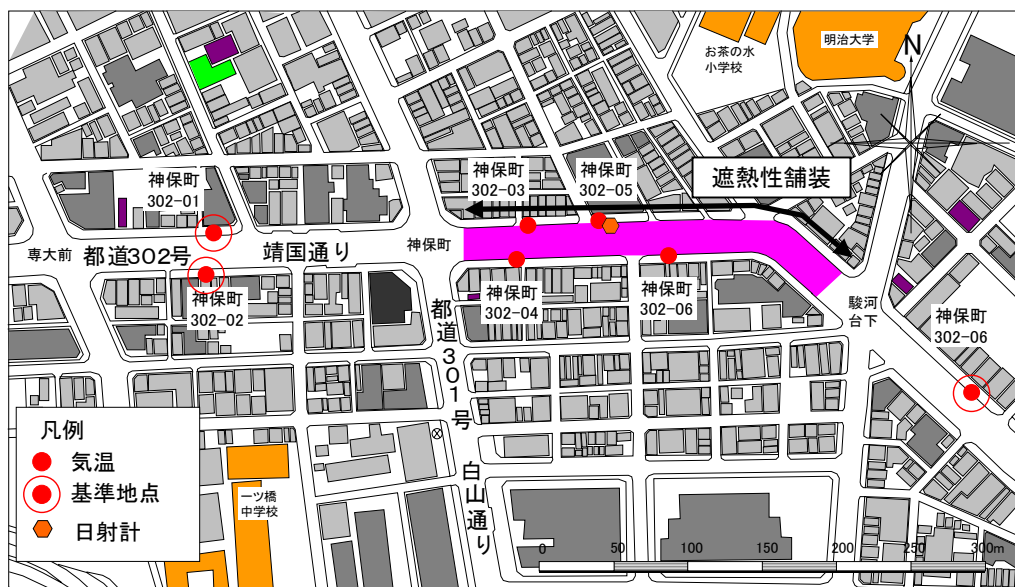 お茶の水
小学校
明治大学
N
神保町
302-01
神保町
302-03
神保町
302-05
遮熱性舗装
専大前
都道302号
靖国通り
神保町
神保町
302-02
神保町
302-04
神保町
302-06
駿河
台下
神保町
302-06
都道301号
白山通り
凡例
気温
基準地点
日射計
一ツ橋
中学校
0 50 100 150 200 250 300m